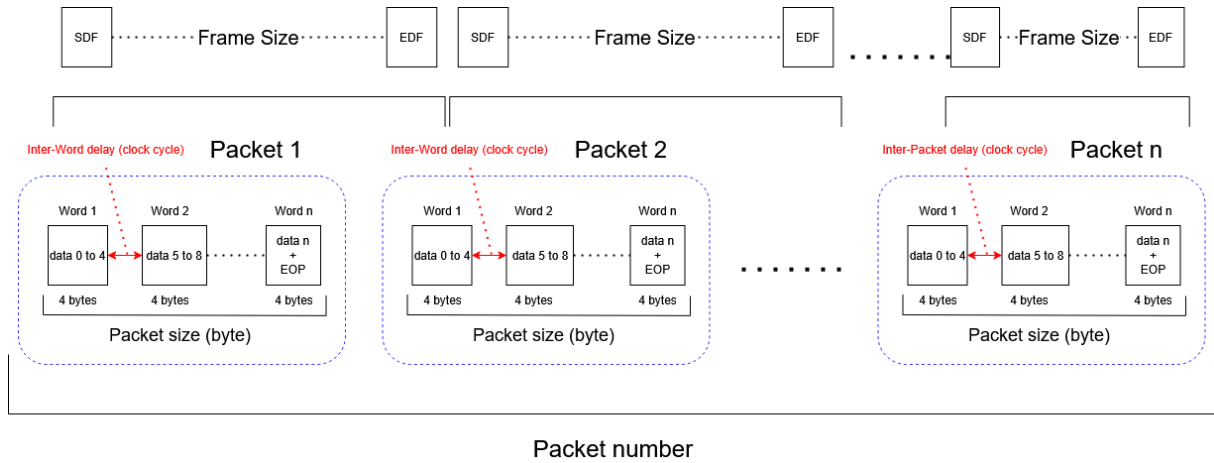 SDF Frame Size EDF SDF Frame Size EDF SDF Frame Size EDF
Inter-Word delay (clock cycle) Packet 1 Inter-Word delay (clock cycle) Packet 2 Inter-Packet delay (clock cycle) Packet n
Word 1 Word 2 Word n Word 1 Word 2 Word n Word 1 Word 2 Word n
data 0 to 4 data 5 to 8 data n
+
EOP
data 0 to 4 data 5 to 8 data n
+
EOP
data 0 to 4 data 5 to 8 data n
+
EOP
4 bytes 4 bytes 4 bytes 4 bytes 4 bytes 4 bytes 4 bytes 4 bytes 4 bytes
Packet size (byte) Packet size (byte) Packet size (byte)
Packet number